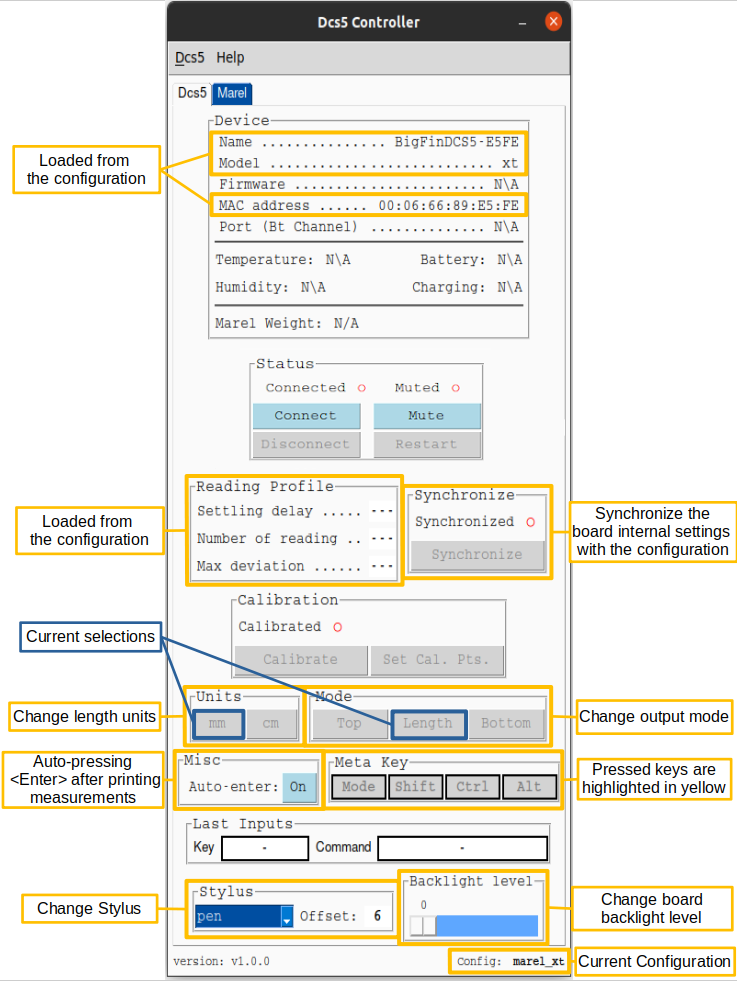 Dcs5 Controller
Dcs5 Help
Dcs5 Marel
Device
Name ............... BigFinDCS5-E5FE
Model ............................. xt
Firmware ........................ N\A
MAC address ...... 00:06:66:89:E5:FE
Port (Bt Channel) ............. N\A
Temperature: N\A Battery: N\A
Humidity: N\A Charging: N\A
Marel Weight: N/A
Loaded from
the configuration
Status
Connected Muted
Connect Mute
Disconnect Restart
Reading Profile
Settling delay ..... ---
Number of reading .. ---
Max deviation ...... ---
Loaded from
the configuration
Synchronize
Synchronized
Synchronize
Synchronize the
board internal settings
with the configuration
Calibration
Calibrated
Calibrate Set Cal. Pts.
Current selections
Units
mm cm
Change length units
Mode
Top Length Bottom
Change output mode
Misc
Auto-enter: On
Auto-pressing
<Enter> after printing
measurements
Meta Key
Mode Shift Ctrl Alt
Pressed keys are
highlighted in yellow
Last Inputs
Key - Command -
Stylus
pen Offset: 6
Change Stylus
Backlight level
0
Change board
backlight level
version: v1.0.0 Config: marel_xt
Current Configuration